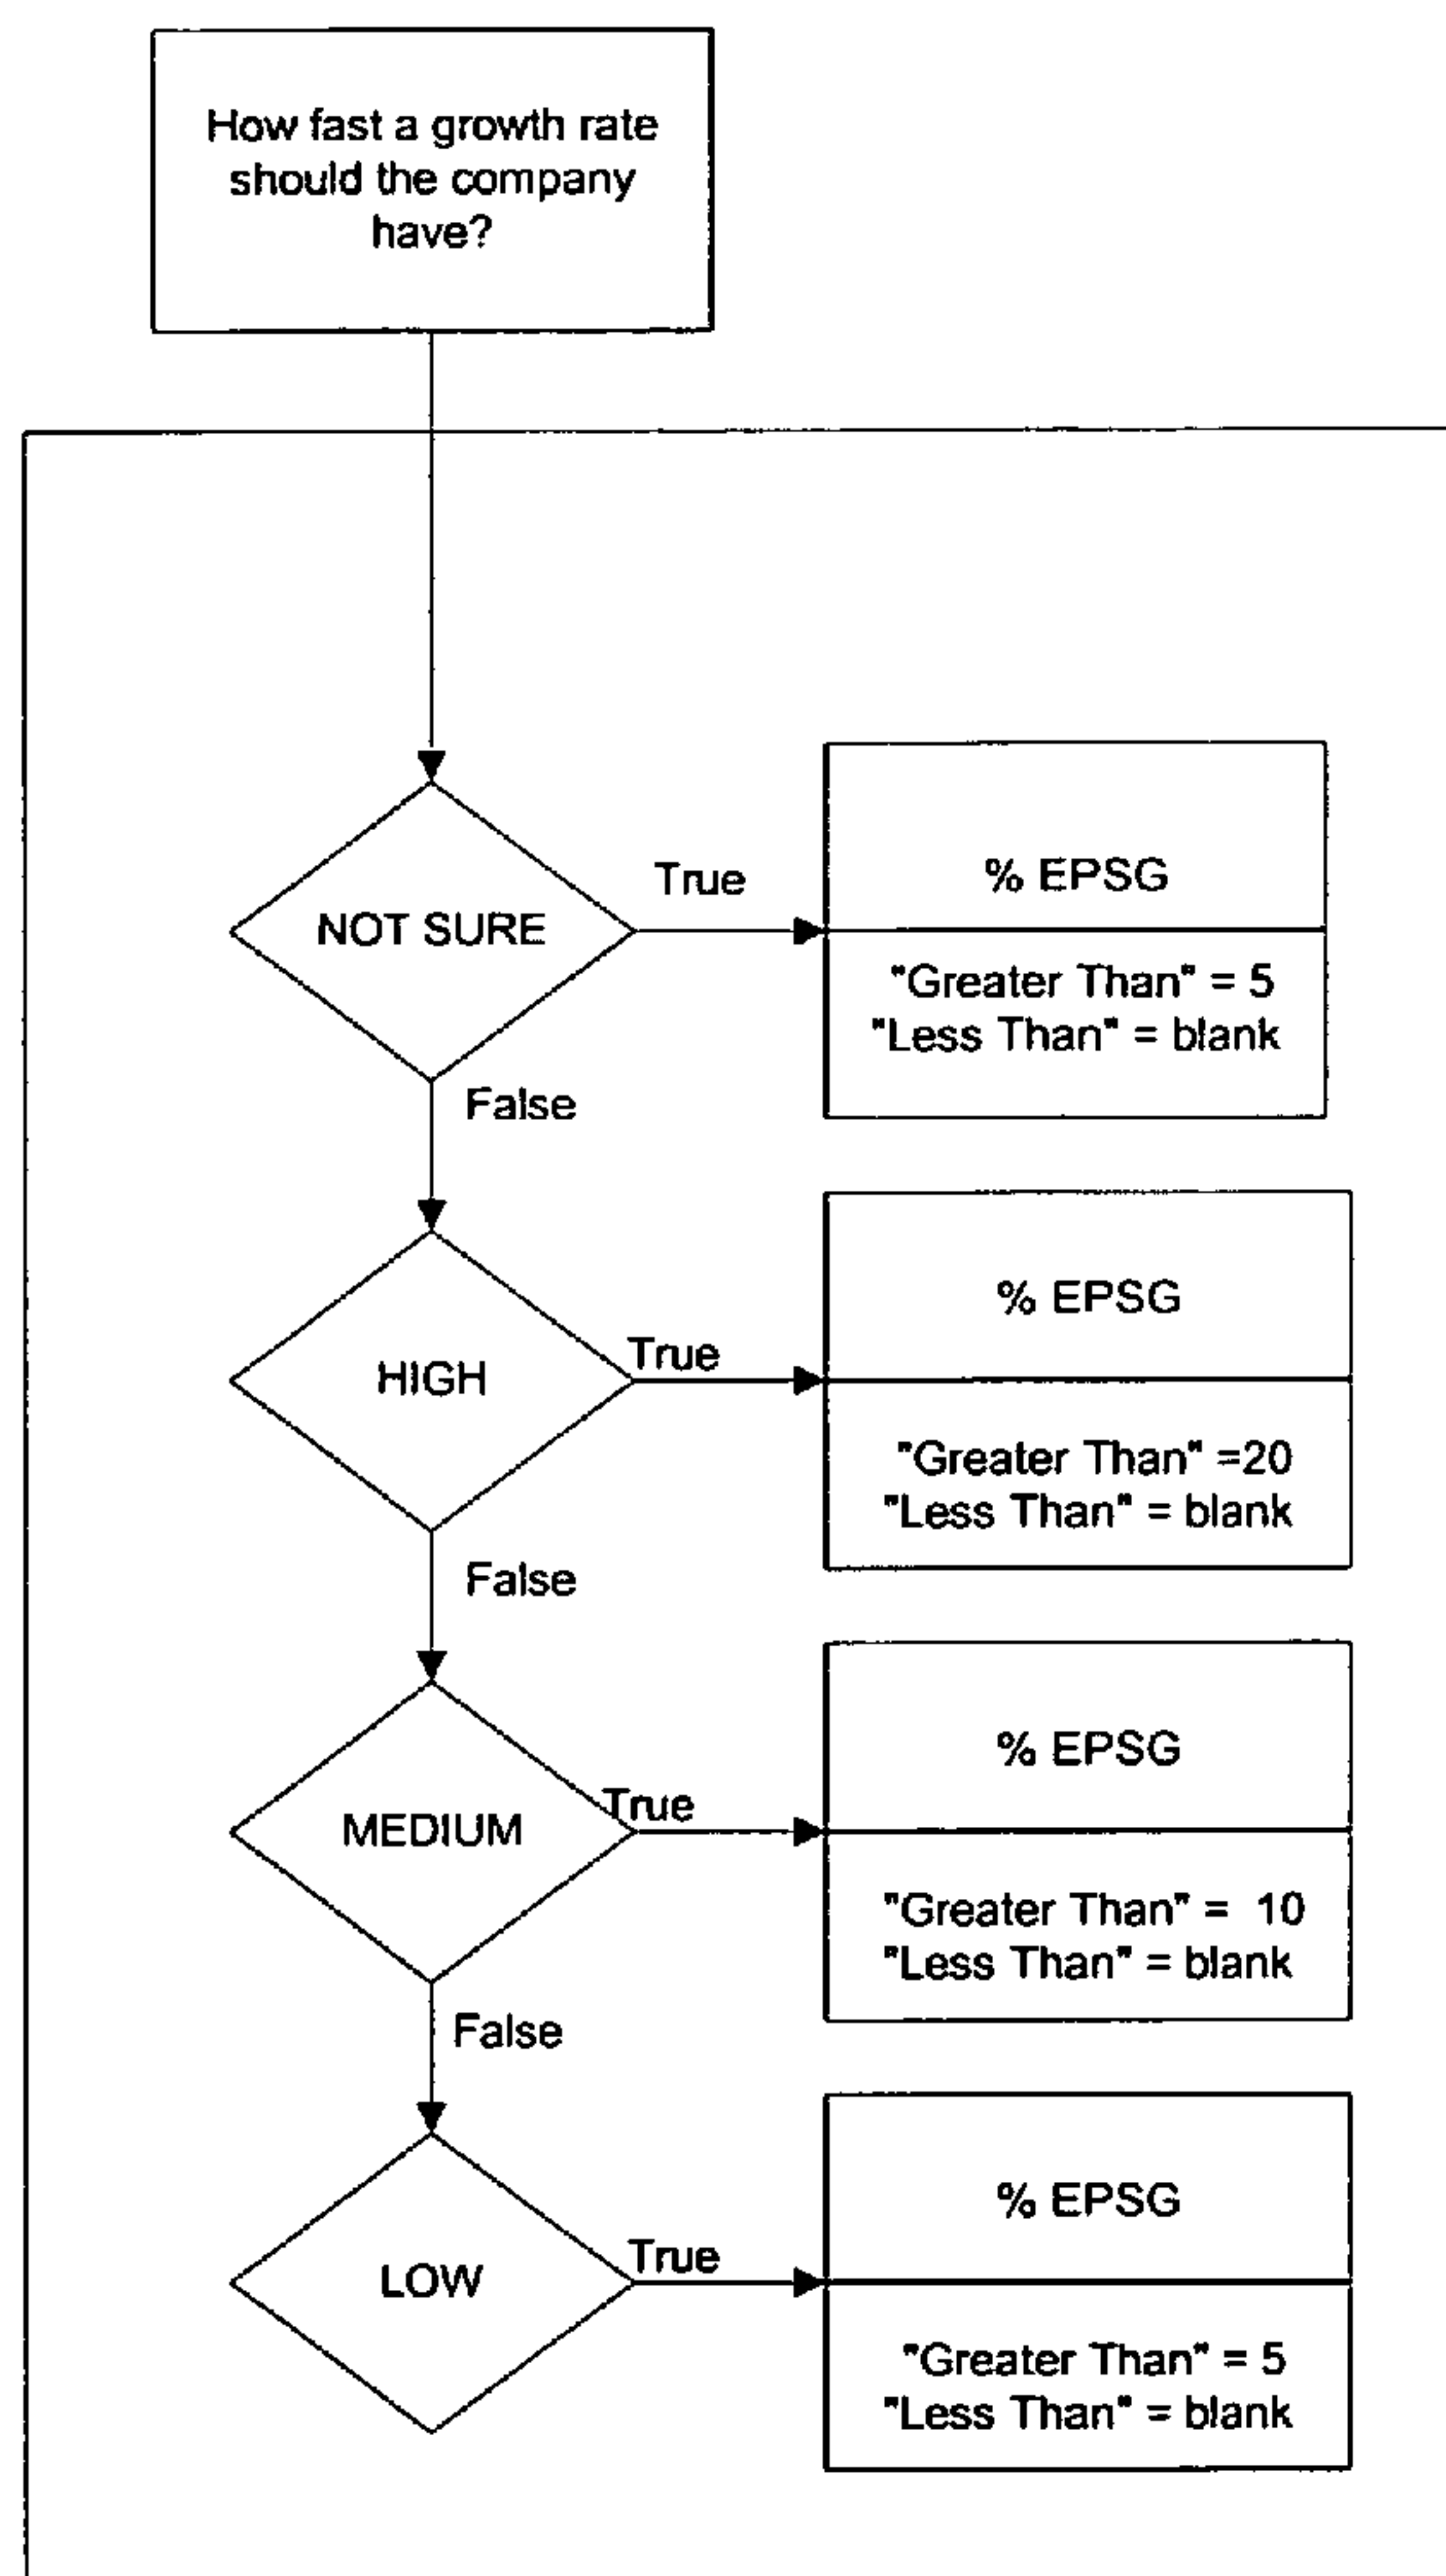 How fast a growth rate
should the company
have?
True
% EPSG
NOT SURE
"Greater Than" = 5
"Less Than" = blank
False
% EPSG
True
HIGH
"Greater Than" =20
"Less Than" = blank
False
% EPSG
True
MEDIUM
"Greater Than" = 10
"Less Than" = blank
False
% EPSG
True
LOW
"Greater Than" = 5
"Less Than" = blank